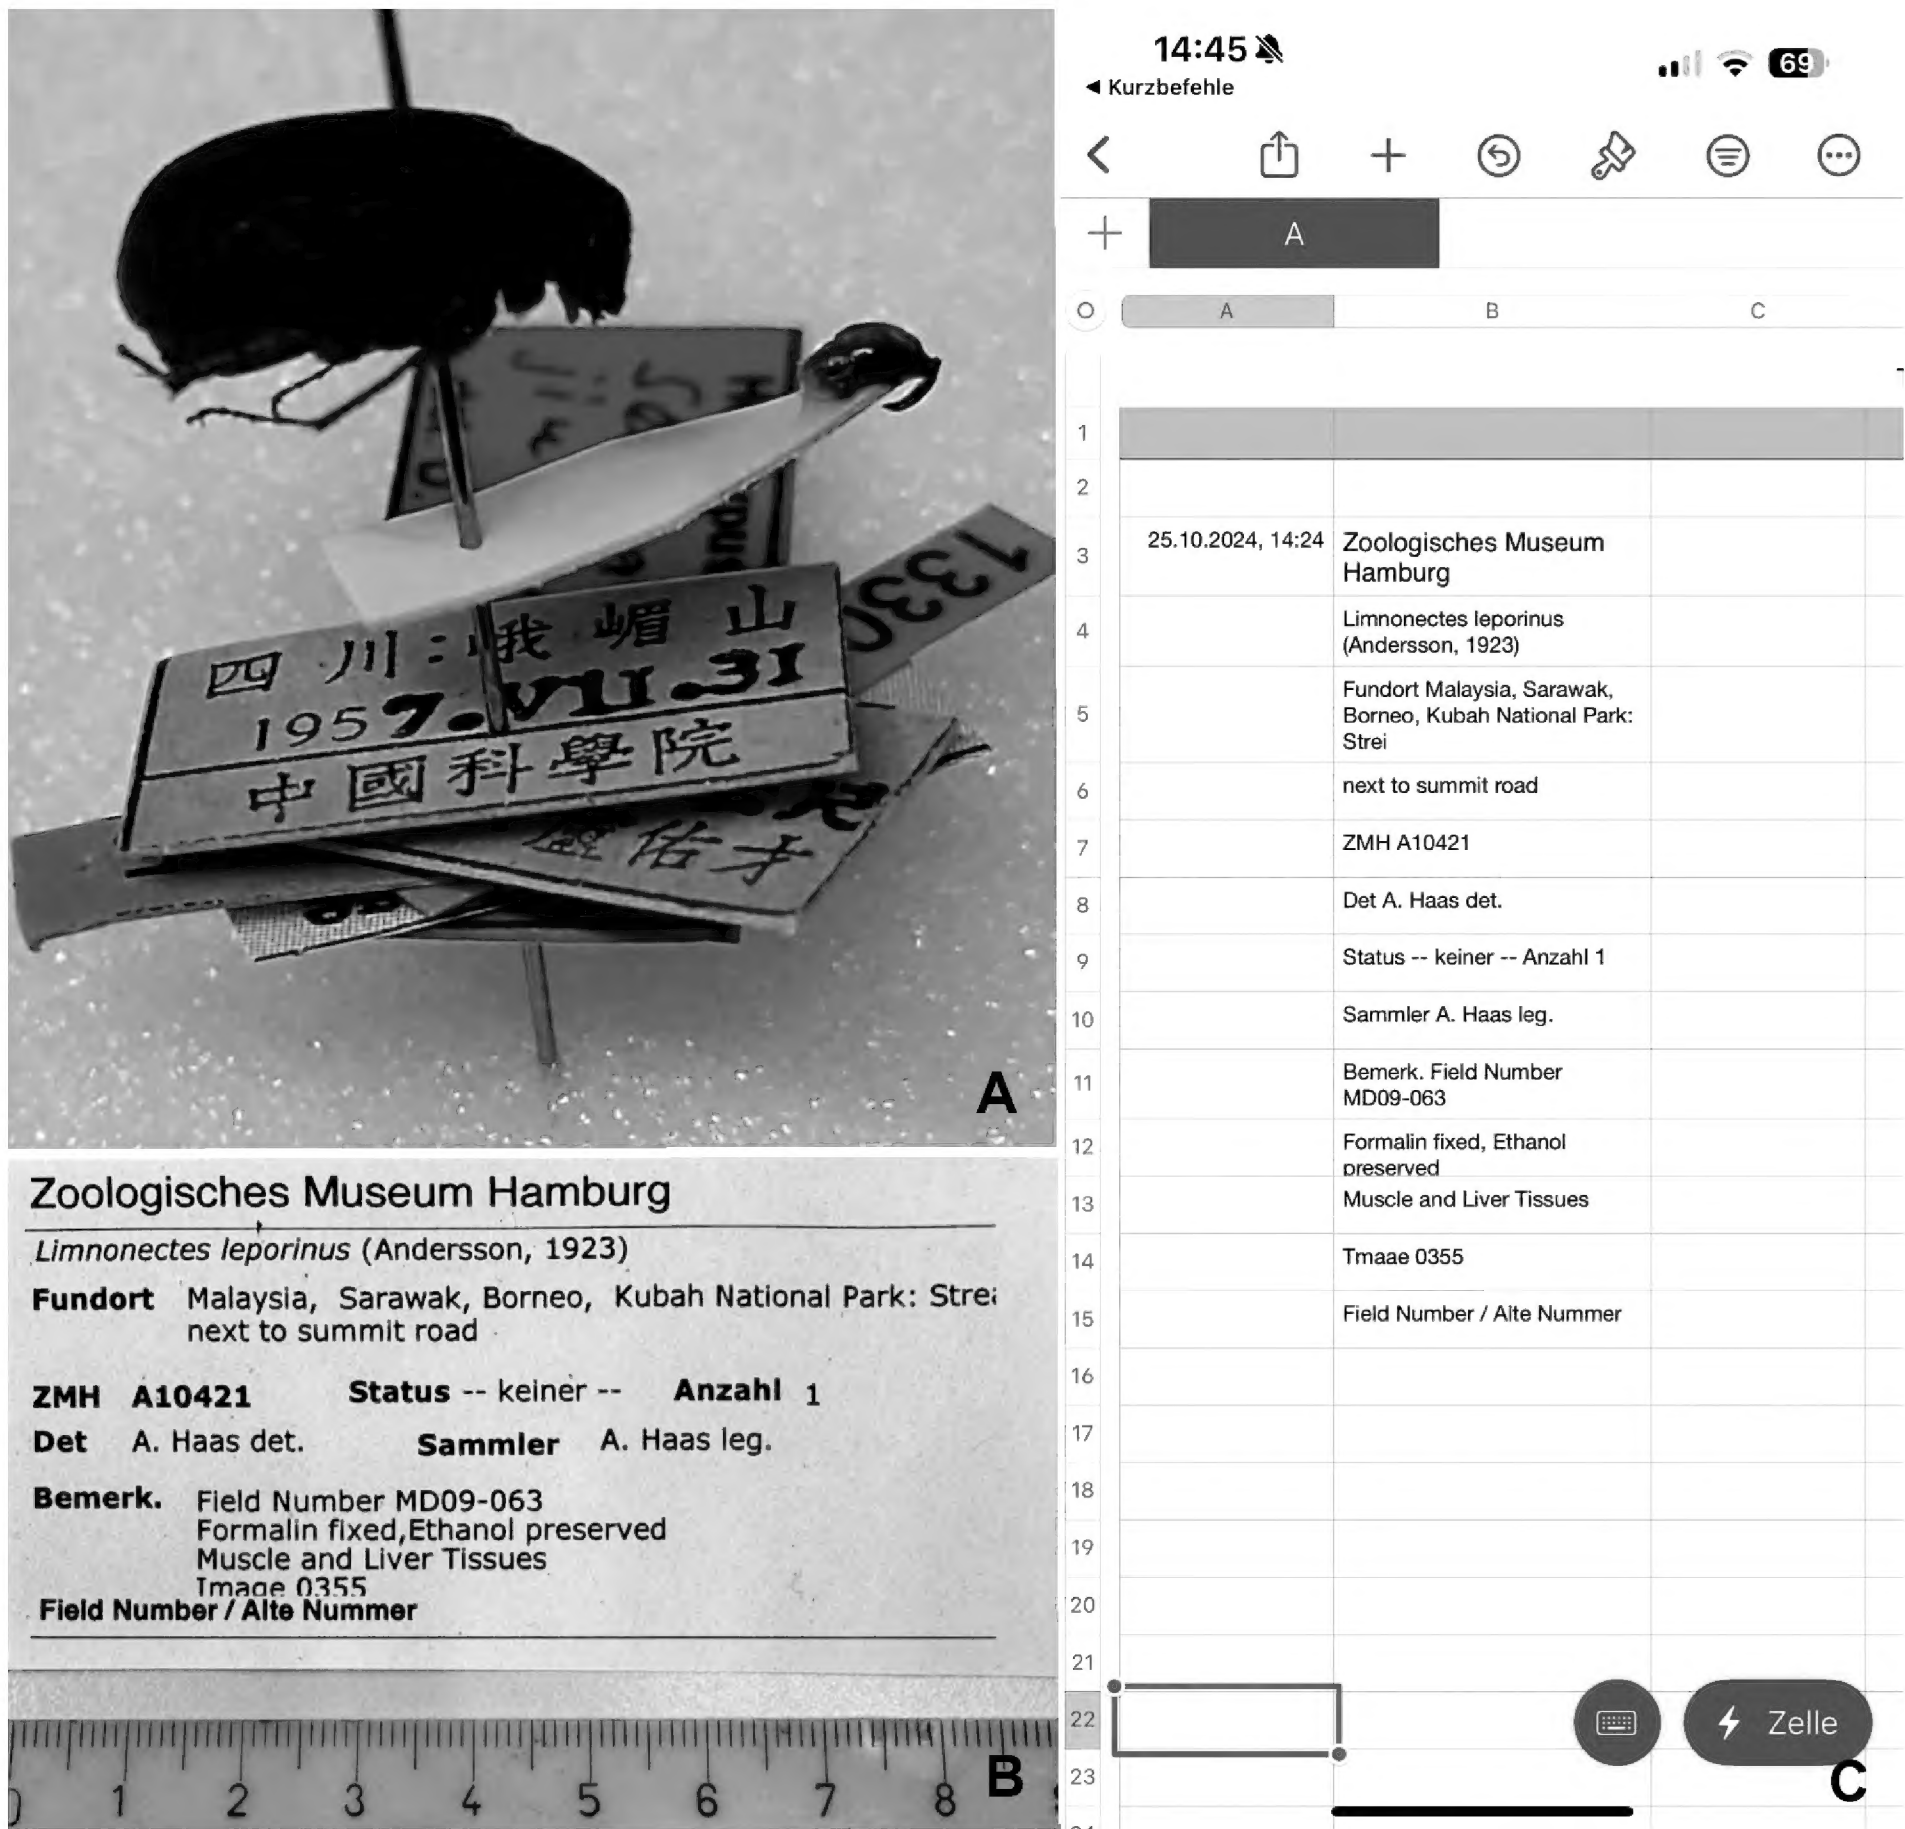 四川:峨嵋山
1957.VII.31
中國科學院
佑才
1330
A
Zoologisches Museum Hamburg
Limnonectes leporinus (Andersson, 1923)
Fundort Malaysia, Sarawak, Borneo, Kubah National Park: Strei
next to summit road
ZMH A10421 Status -- keiner -- Anzahl 1
Det A. Haas det. Sammler A. Haas leg.
Bemerk. Field Number MD09-063
Formalin fixed,Ethanol preserved
Muscle and Liver Tissues
Image 0355
Field Number / Alte Nummer
0 1 2 3 4 5 6 7 8
B
14:45
69
◀ Kurzbefehle
A
A B C
1
2
3 25.10.2024, 14:24 Zoologisches Museum
Hamburg
4 Limnonectes leporinus
(Andersson, 1923)
5 Fundort Malaysia, Sarawak,
Borneo, Kubah National Park:
Strei
6 next to summit road
7 ZMH A10421
8 Det A. Haas det.
9 Status -- keiner -- Anzahl 1
10 Sammler A. Haas leg.
11 Bemerk. Field Number
MD09-063
12 Formalin fixed, Ethanol
preserved
13 Muscle and Liver Tissues
14 Tmaae 0355
15 Field Number / Alte Nummer
16
17
18
19
20
21
22 Zelle
23
C